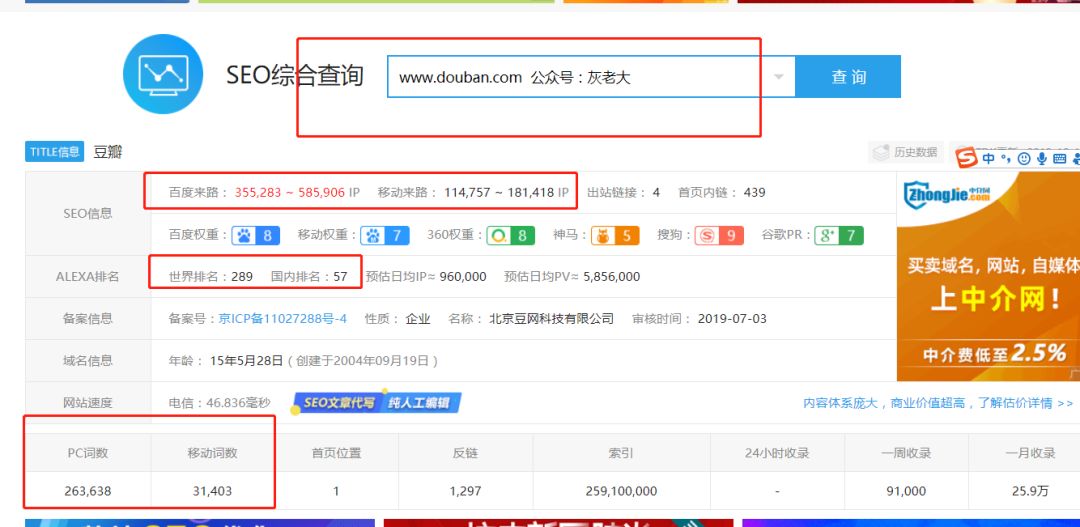 SEO综合查询
www.douban.com 公众号：灰老大
查 询
TITLE信息 豆瓣
历史数据
中
SEO信息
百度来路： 355,283 ~ 585,906 IP 移动来路： 114,757 ~ 181,418 IP 出站链接： 4 首页内链： 439
百度权重： 8 移动权重： 7 360权重： 8 神马： 5 搜狗： 9 谷歌PR： 7
ALEXA排名
世界排名：289 国内排名：57 预估日均IP≈ 960,000 预估日均PV≈ 5,856,000
备案信息
备案号：京ICP备11027288号-4 性质： 企业 名称： 北京豆网科技有限公司 审核时间： 2019-07-03
域名信息
年龄： 15年5月28日（创建于2004年09月19日）
网站速度
电信：46.836毫秒
SEO文章代写 纯人工编辑
内容体系庞大，商业价值超高，了解估价详情 >>
ZhongJie.com 中介网
买卖域名，网站，自媒体
上中介网！
中介费低至2.5%
PC词数 移动词数 首页位置 反链 索引 24小时收录 一周收录 一月收录
263,638 31,403 1 1,297 259,100,000 - 91,000 25.9万